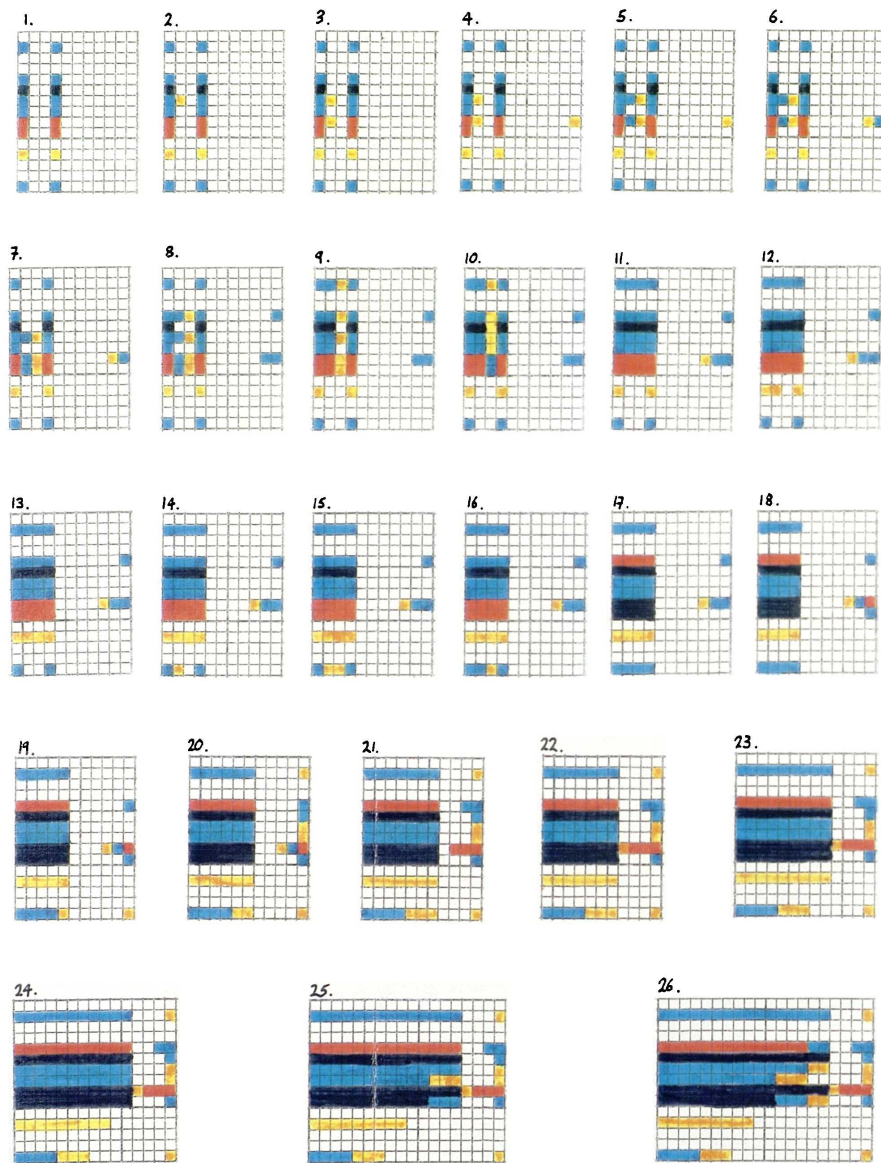 1. 2. 3. 4. 5. 6.
7. 8. 9. 10. 11. 12.
13. 14. 15. 16. 17. 18.
19. 20. 21. 22. 23.
24. 25. 26.